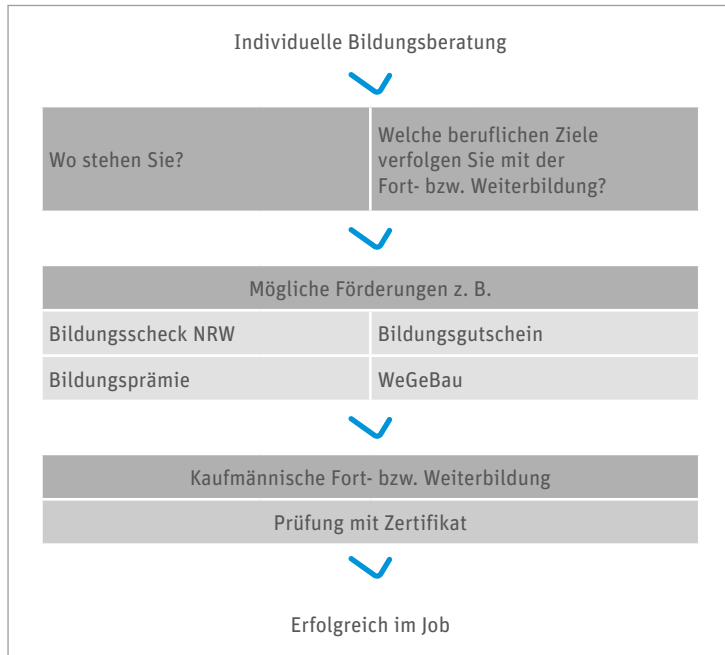 Individuelle Bildungsberatung
Wo stehen Sie?
Welche beruflichen Ziele
verfolgen Sie mit der
Fort- bzw. Weiterbildung?
Mögliche Förderungen z. B.
Bildungsscheck NRW
Bildungsgutschein
Bildungsprämie
WeGeBau
Kaufmännische Fort- bzw. Weiterbildung
Prüfung mit Zertifikat
Erfolgreich im Job